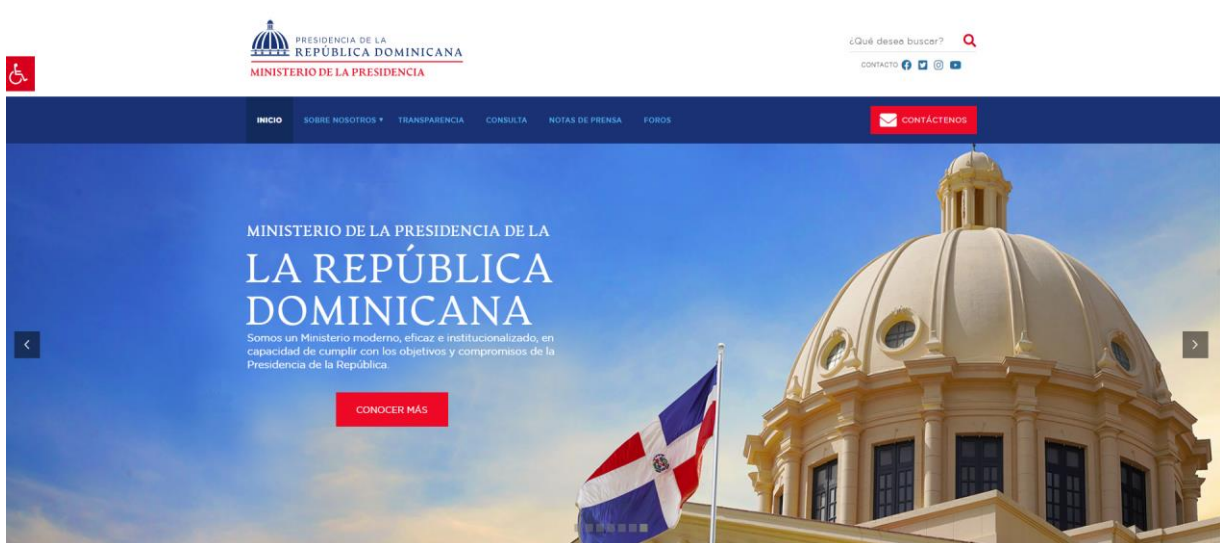 PRESIDENCIA DE LA
REPÚBLICA DOMINICANA
MINISTERIO DE LA PRESIDENCIA
¿Qué desea buscar?
CONTACTO
INICIO SOBRE NOSOTROS TRANSPARENCIA CONSULTA NOTAS DE PRENSA FOROS CONTÁCTENOS
MINISTERIO DE LA PRESIDENCIA DE LA
LA REPÚBLICA
DOMINICANA
Somos un Ministerio moderno, eficaz e institucionalizado, en
capacidad de cumplir con los objetivos y compromisos de la
Presidencia de la República.
CONOCER MÁS